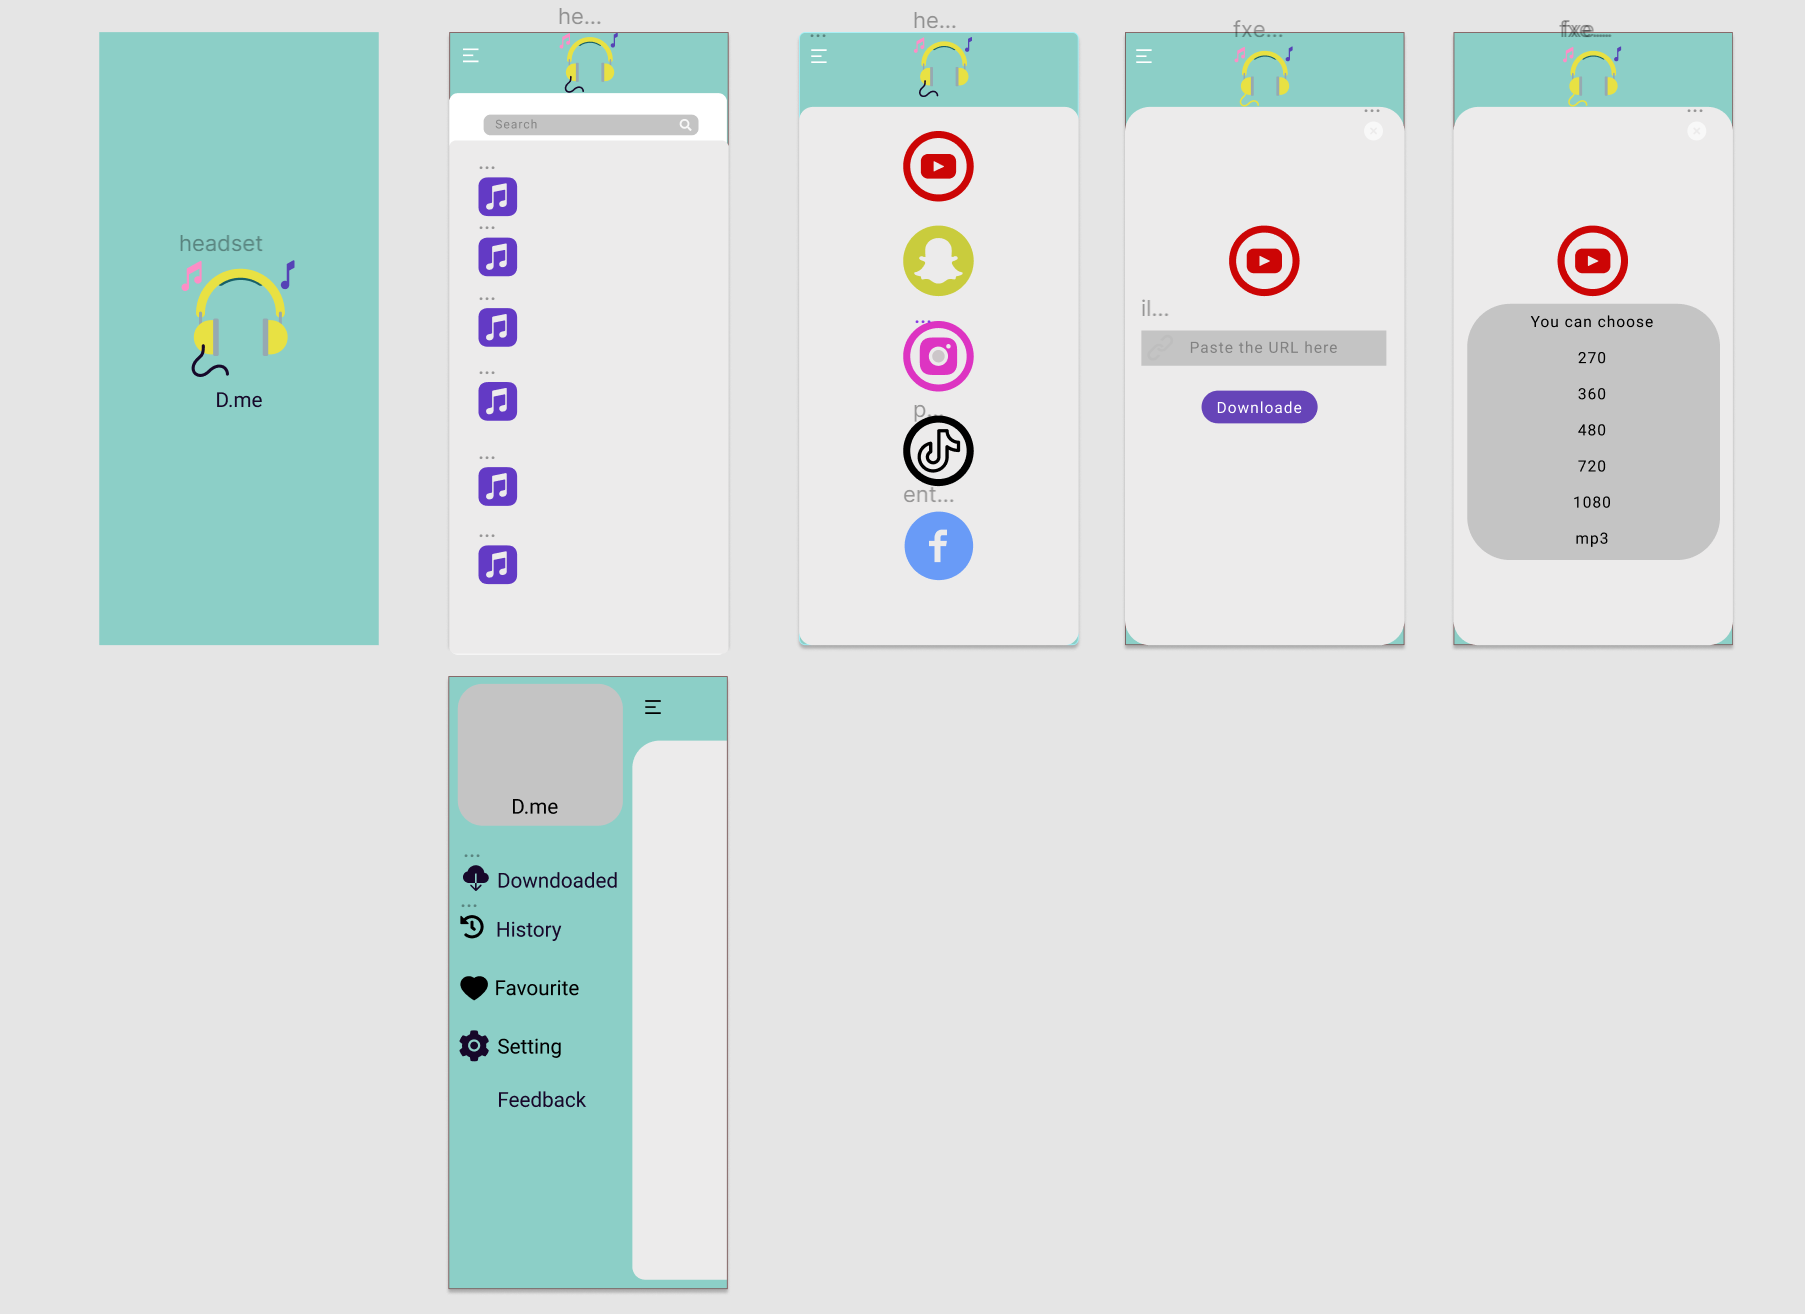 he...
he...
fxe...
fxe...
...
Search
...
...
...
...
...
...
headset
D.me
...
p...
ent...
...
il...
Paste the URL here
Downloade
...
You can choose
270
360
480
720
1080
mp3
D.me
...
Downdoaded
...
History
Favourite
Setting
Feedback